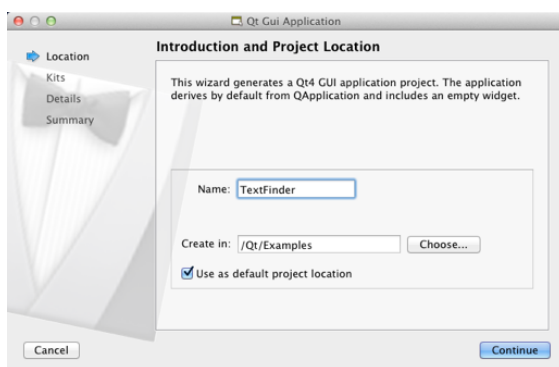 Qt Gui Application
Location
Kits
Details
Summary
Introduction and Project Location
This wizard generates a Qt4 GUI application project. The application
derives by default from QApplication and includes an empty widget.
Name: TextFinder
Create in: /Qt/Examples Choose...
Use as default project location
Cancel Continue